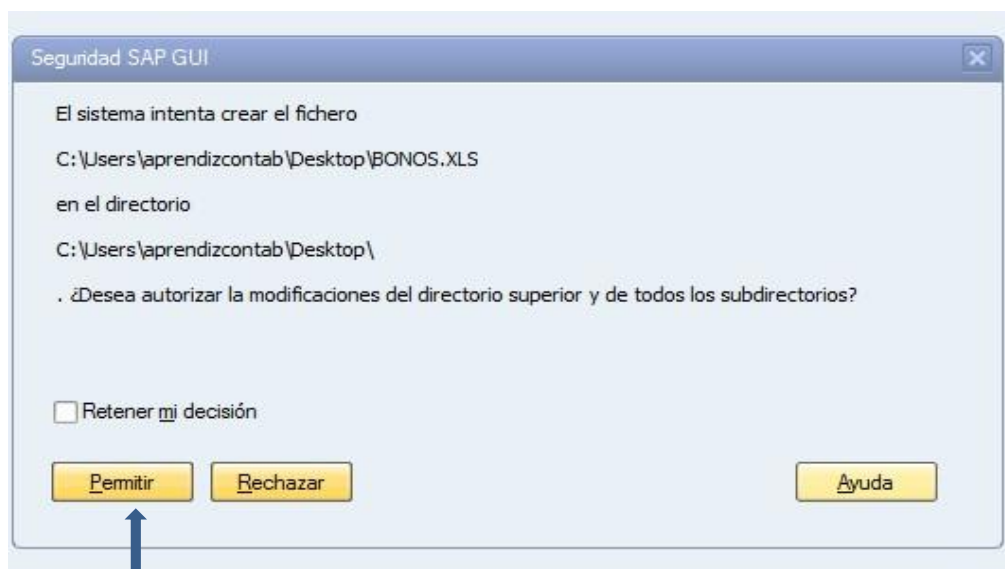 Seguridad SAP GUI
El sistema intenta crear el fichero
C:\Users\aprendizcontab\Desktop\BONOS.XLS
en el directorio
C:\Users\aprendizcontab\Desktop\
. ¿Desea autorizar la modificaciones del directorio superior y de todos los subdirectorios?
Retener mi decisión
Permitir Rechazar Ayuda